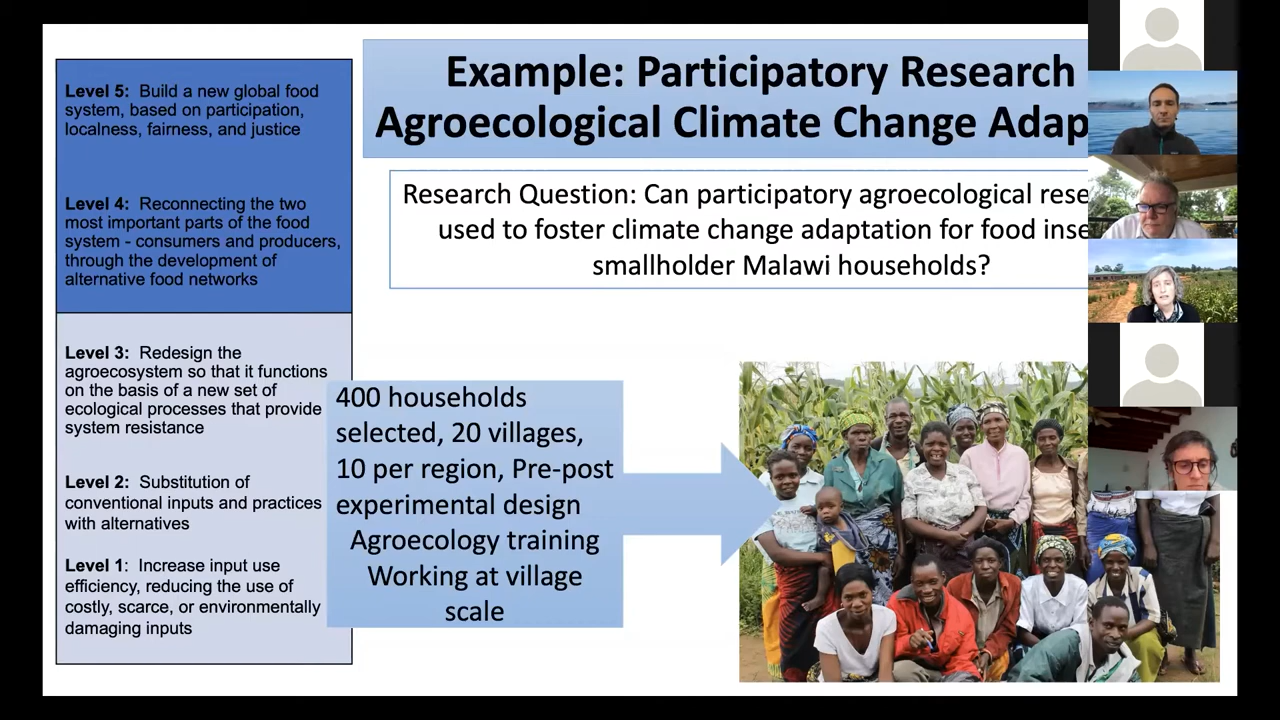 Example: Participatory Research
Agroecological Climate Change Adap
Research Question: Can participatory agroecological rese
used to foster climate change adaptation for food inse
smallholder Malawi households?
Level 5: Build a new global food
system, based on participation,
localness, fairness, and justice
Level 4: Reconnecting the two
most important parts of the food
system - consumers and producers,
through the development of
alternative food networks
Level 3: Redesign the
agroecosystem so that it functions
on the basis of a new set of
ecological processes that provide
system resistance
Level 2: Substitution of
conventional inputs and practices
with alternatives
Level 1: Increase input use
efficiency, reducing the use of
costly, scarce, or environmentally
damaging inputs
400 households
selected, 20 villages,
10 per region, Pre-post
experimental design
Agroecology training
Working at village
scale